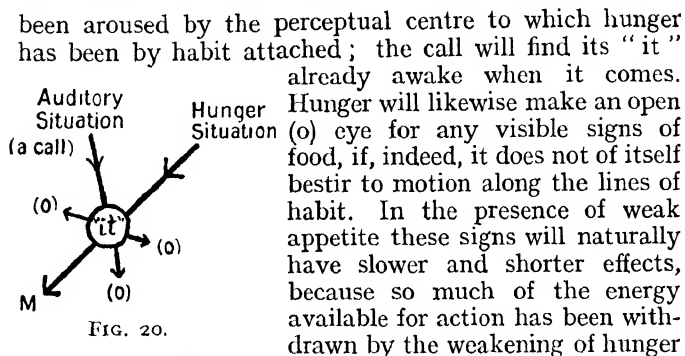 been aroused by the perceptual centre to which hunger
has been by habit attached; the call will find its "it"
already awake when it comes.
Hunger will likewise make an open
(o) eye for any visible signs of
food, if, indeed, it does not of itself
bestir to motion along the lines of
habit. In the presence of weak
appetite these signs will naturally
have slower and shorter effects,
because so much of the energy
available for action has been with-
drawn by the weakening of hunger
Auditory
Situation
(a call)
Hunger
Situation
(o)
"it"
(o)
(o)
M
FIG. 20.